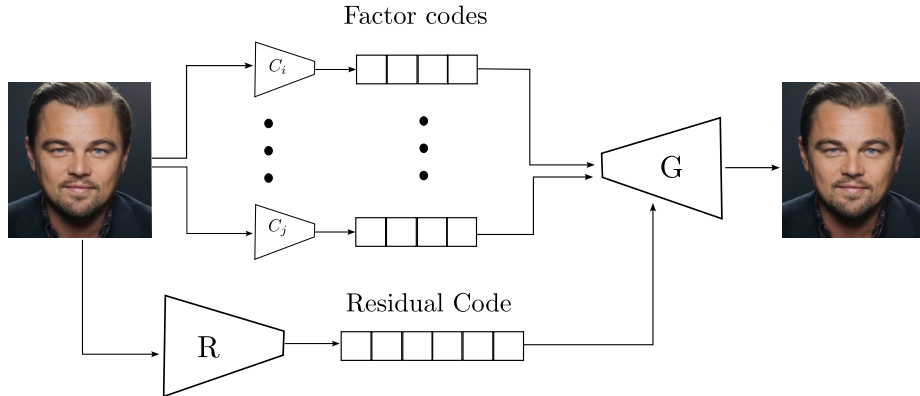 Factor codes
C_i
G
C_j
Residual Code
R